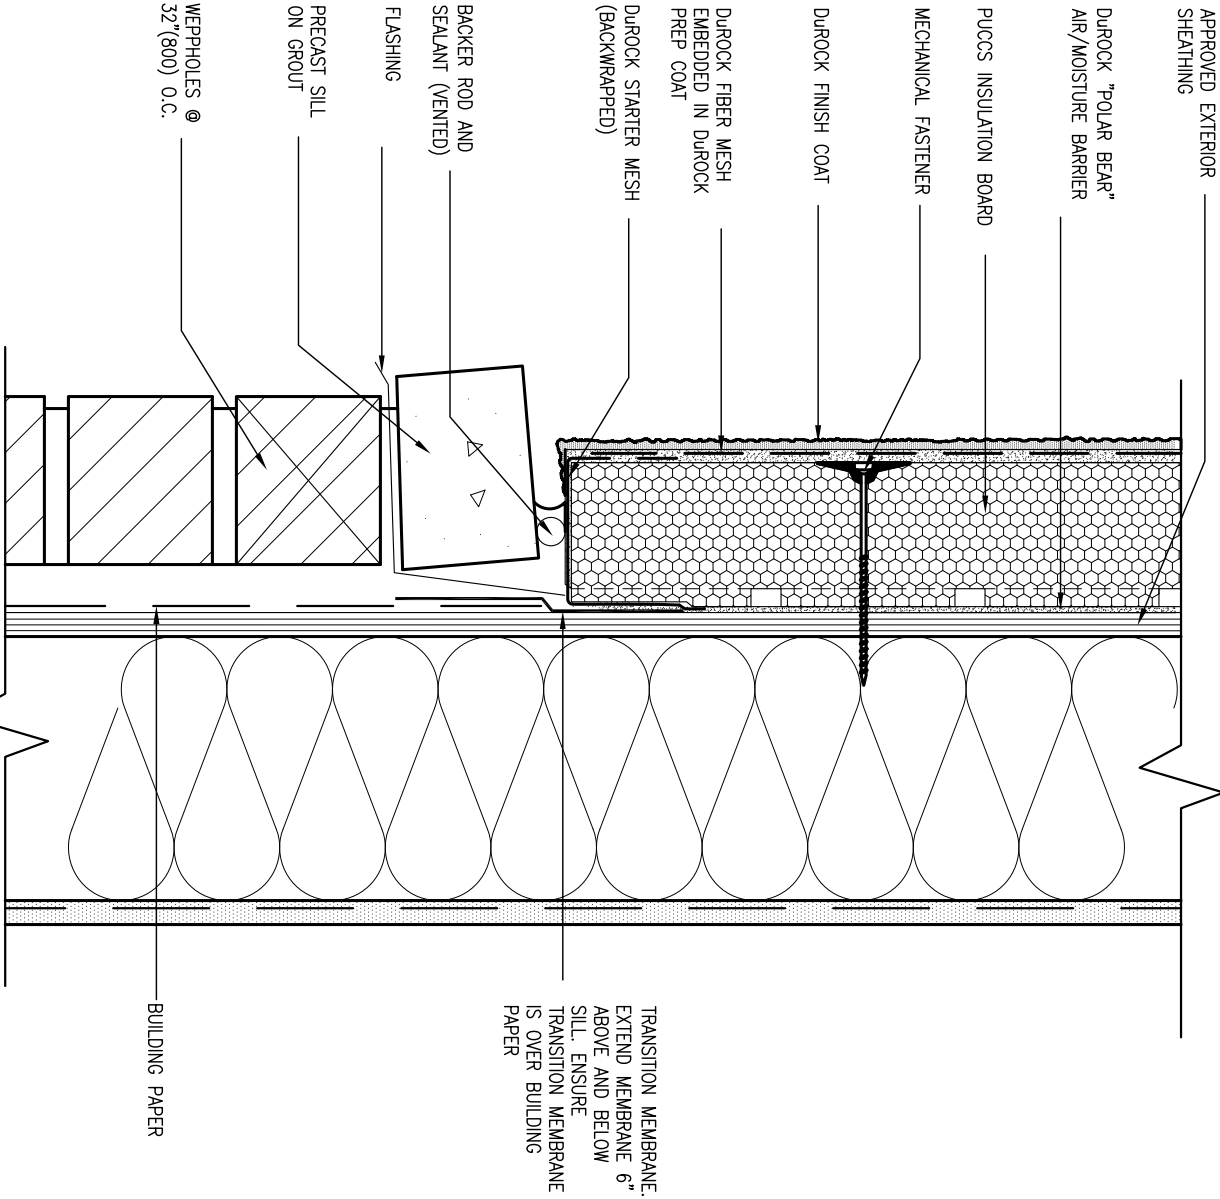 APPROVED EXTERIOR
SHEATHING
DuROCK "POLAR BEAR"
AIR/MOISTURE BARRIER
PUCCS INSULATION BOARD
MECHANICAL FASTENER
DuROCK FINISH COAT
DuROCK FIBER MESH
EMBEDDED IN DuROCK
PREP COAT
DuROCK STARTER MESH
(BACKWRAPPED)
BACKER ROD AND
SEALANT (VENTED)
FLASHING
PRECAST SILL
ON GROUT
WEPPHOLES @
32"(800) O.C.
TRANSITION MEMBRANE.
EXTEND MEMBRANE 6"
ABOVE AND BELOW
SILL. ENSURE
TRANSITION MEMBRANE
IS OVER BUILDING
PAPER
BUILDING PAPER